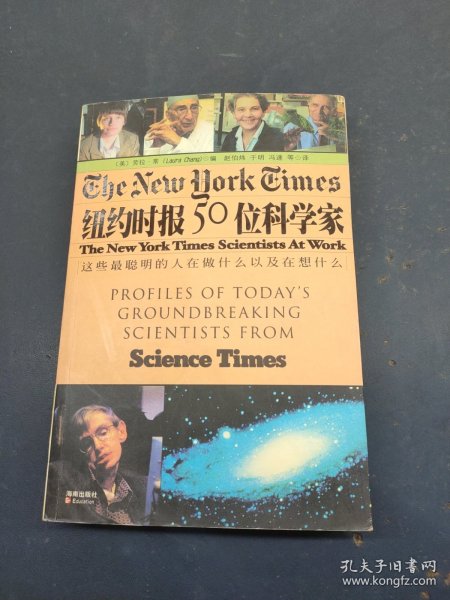 (美) 劳拉·常 (Laura Chang)◎编 赵伯炜 于明 冯速 等◎译
The New York Times
纽约时报50位科学家
The New York Times Scientists At Work
这些最聪明的人在做什么以及在想什么
PROFILES OF TODAY'S
GROUNDBREAKING
SCIENTISTS FROM
Science Times
海南出版社
Education
孔夫子旧书网
www.kongfz.com